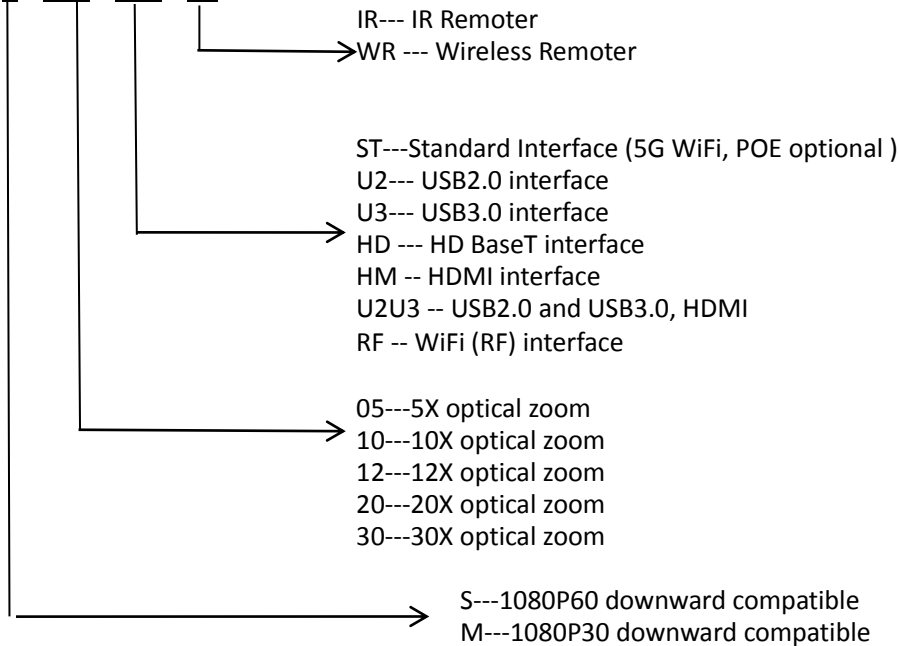 IR--- IR Remoter
WR --- Wireless Remoter
ST---Standard Interface (5G WiFi, POE optional )
U2--- USB2.0 interface
U3--- USB3.0 interface
HD --- HD BaseT interface
HM -- HDMI interface
U2U3 -- USB2.0 and USB3.0, HDMI
RF -- WiFi (RF) interface
05---5X optical zoom
10---10X optical zoom
12---12X optical zoom
20---20X optical zoom
30---30X optical zoom
S---1080P60 downward compatible
M---1080P30 downward compatible